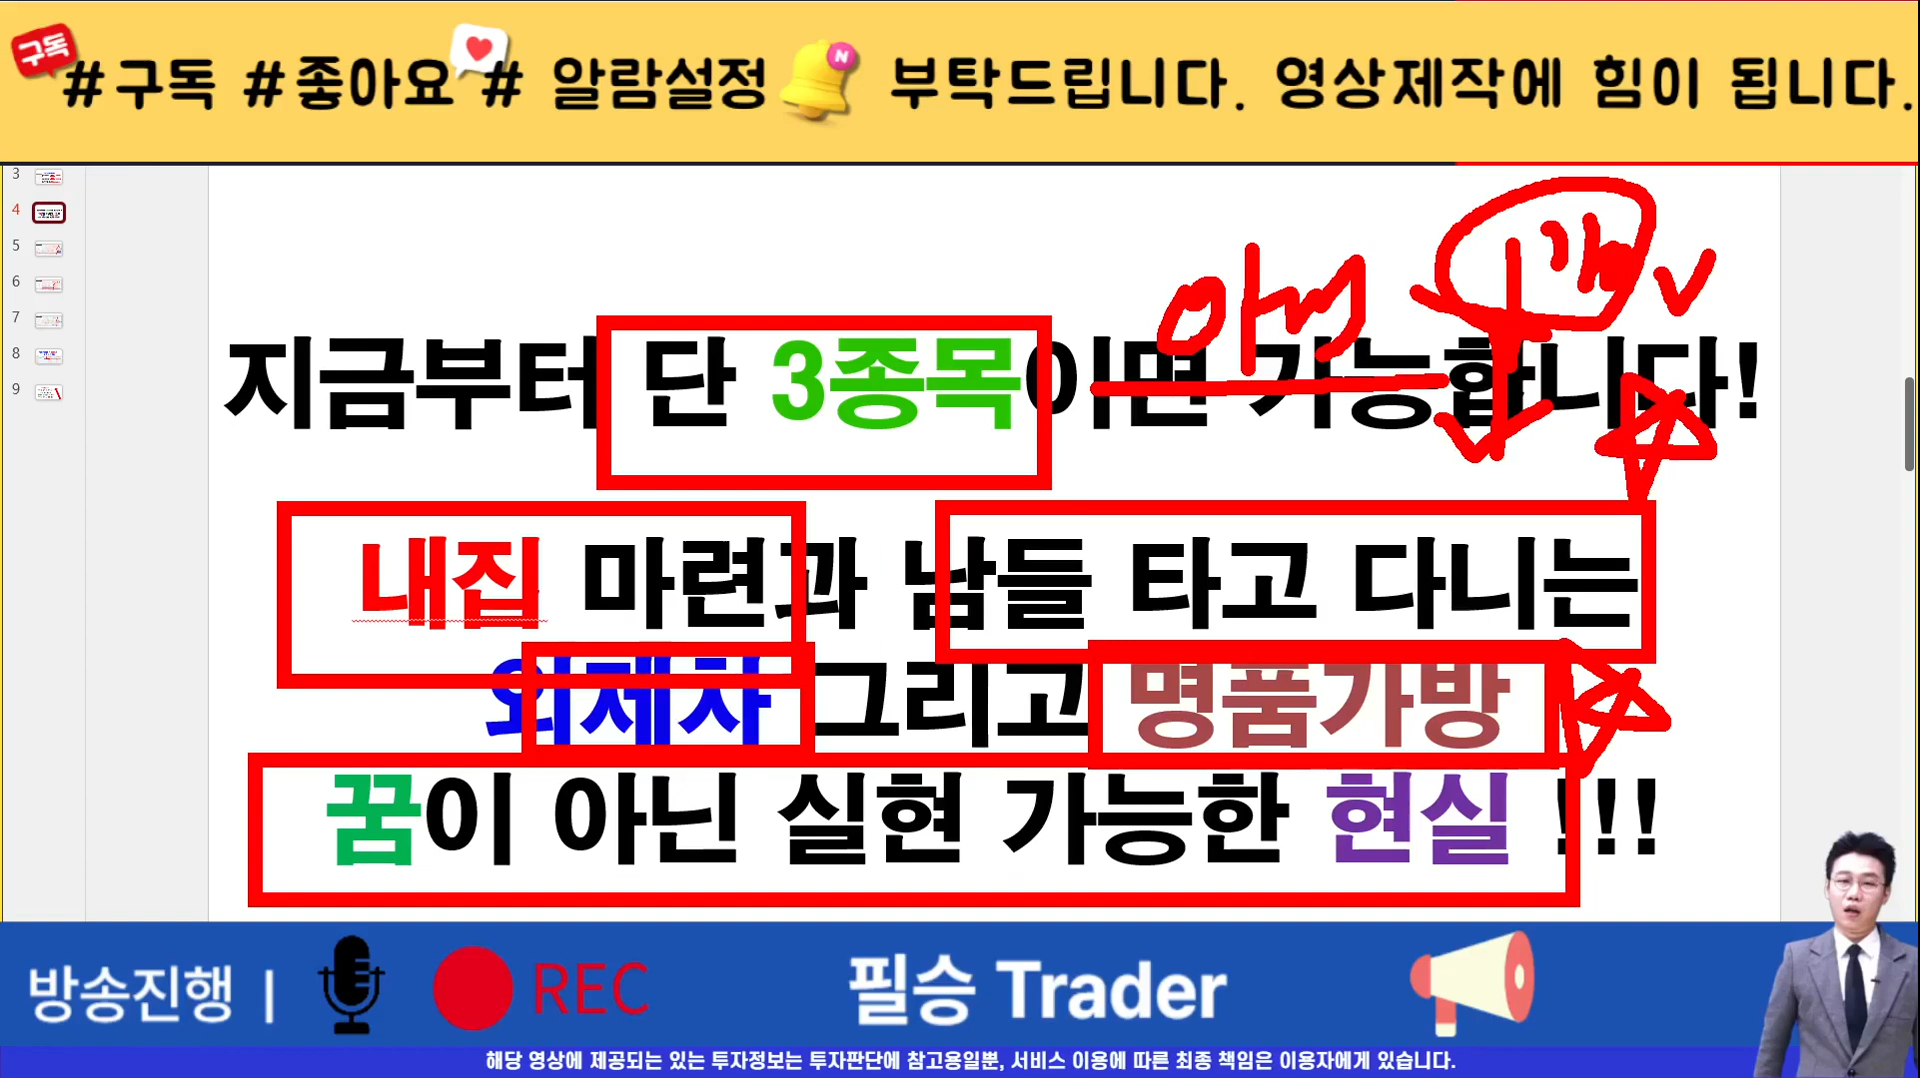 구독
#구독 #좋아요 # 알람설정 N 부탁드립니다. 영상제작에 힘이 됩니다.
3
4
5
6
7
8
9
지금부터 단 3종목이면 가능합니다!
내집 마련과 남들 타고 다니는
외제차 그리고 명품가방
꿈이 아닌 실현 가능한 현실 !!!
방송진행 | REC 필승 Trader
해당 영상에 제공되는 있는 투자정보는 투자판단에 참고용일뿐, 서비스 이용에 따른 최종 책임은 이용자에게 있습니다.